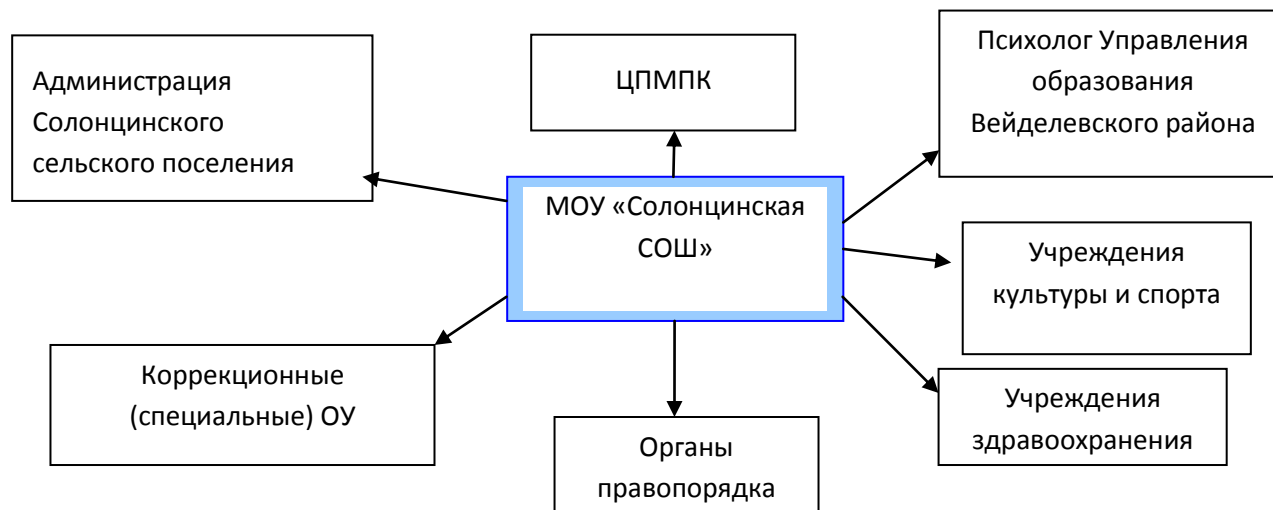 Администрация
Солонцинского
сельского поселения
ЦПМПК
Психолог Управления
образования
Вейделевского района
МОУ «Солонцинская
СОШ»
Учреждения
культуры и спорта
Коррекционные
(специальные) ОУ
Органы
правопорядка
Учреждения
здравоохранения